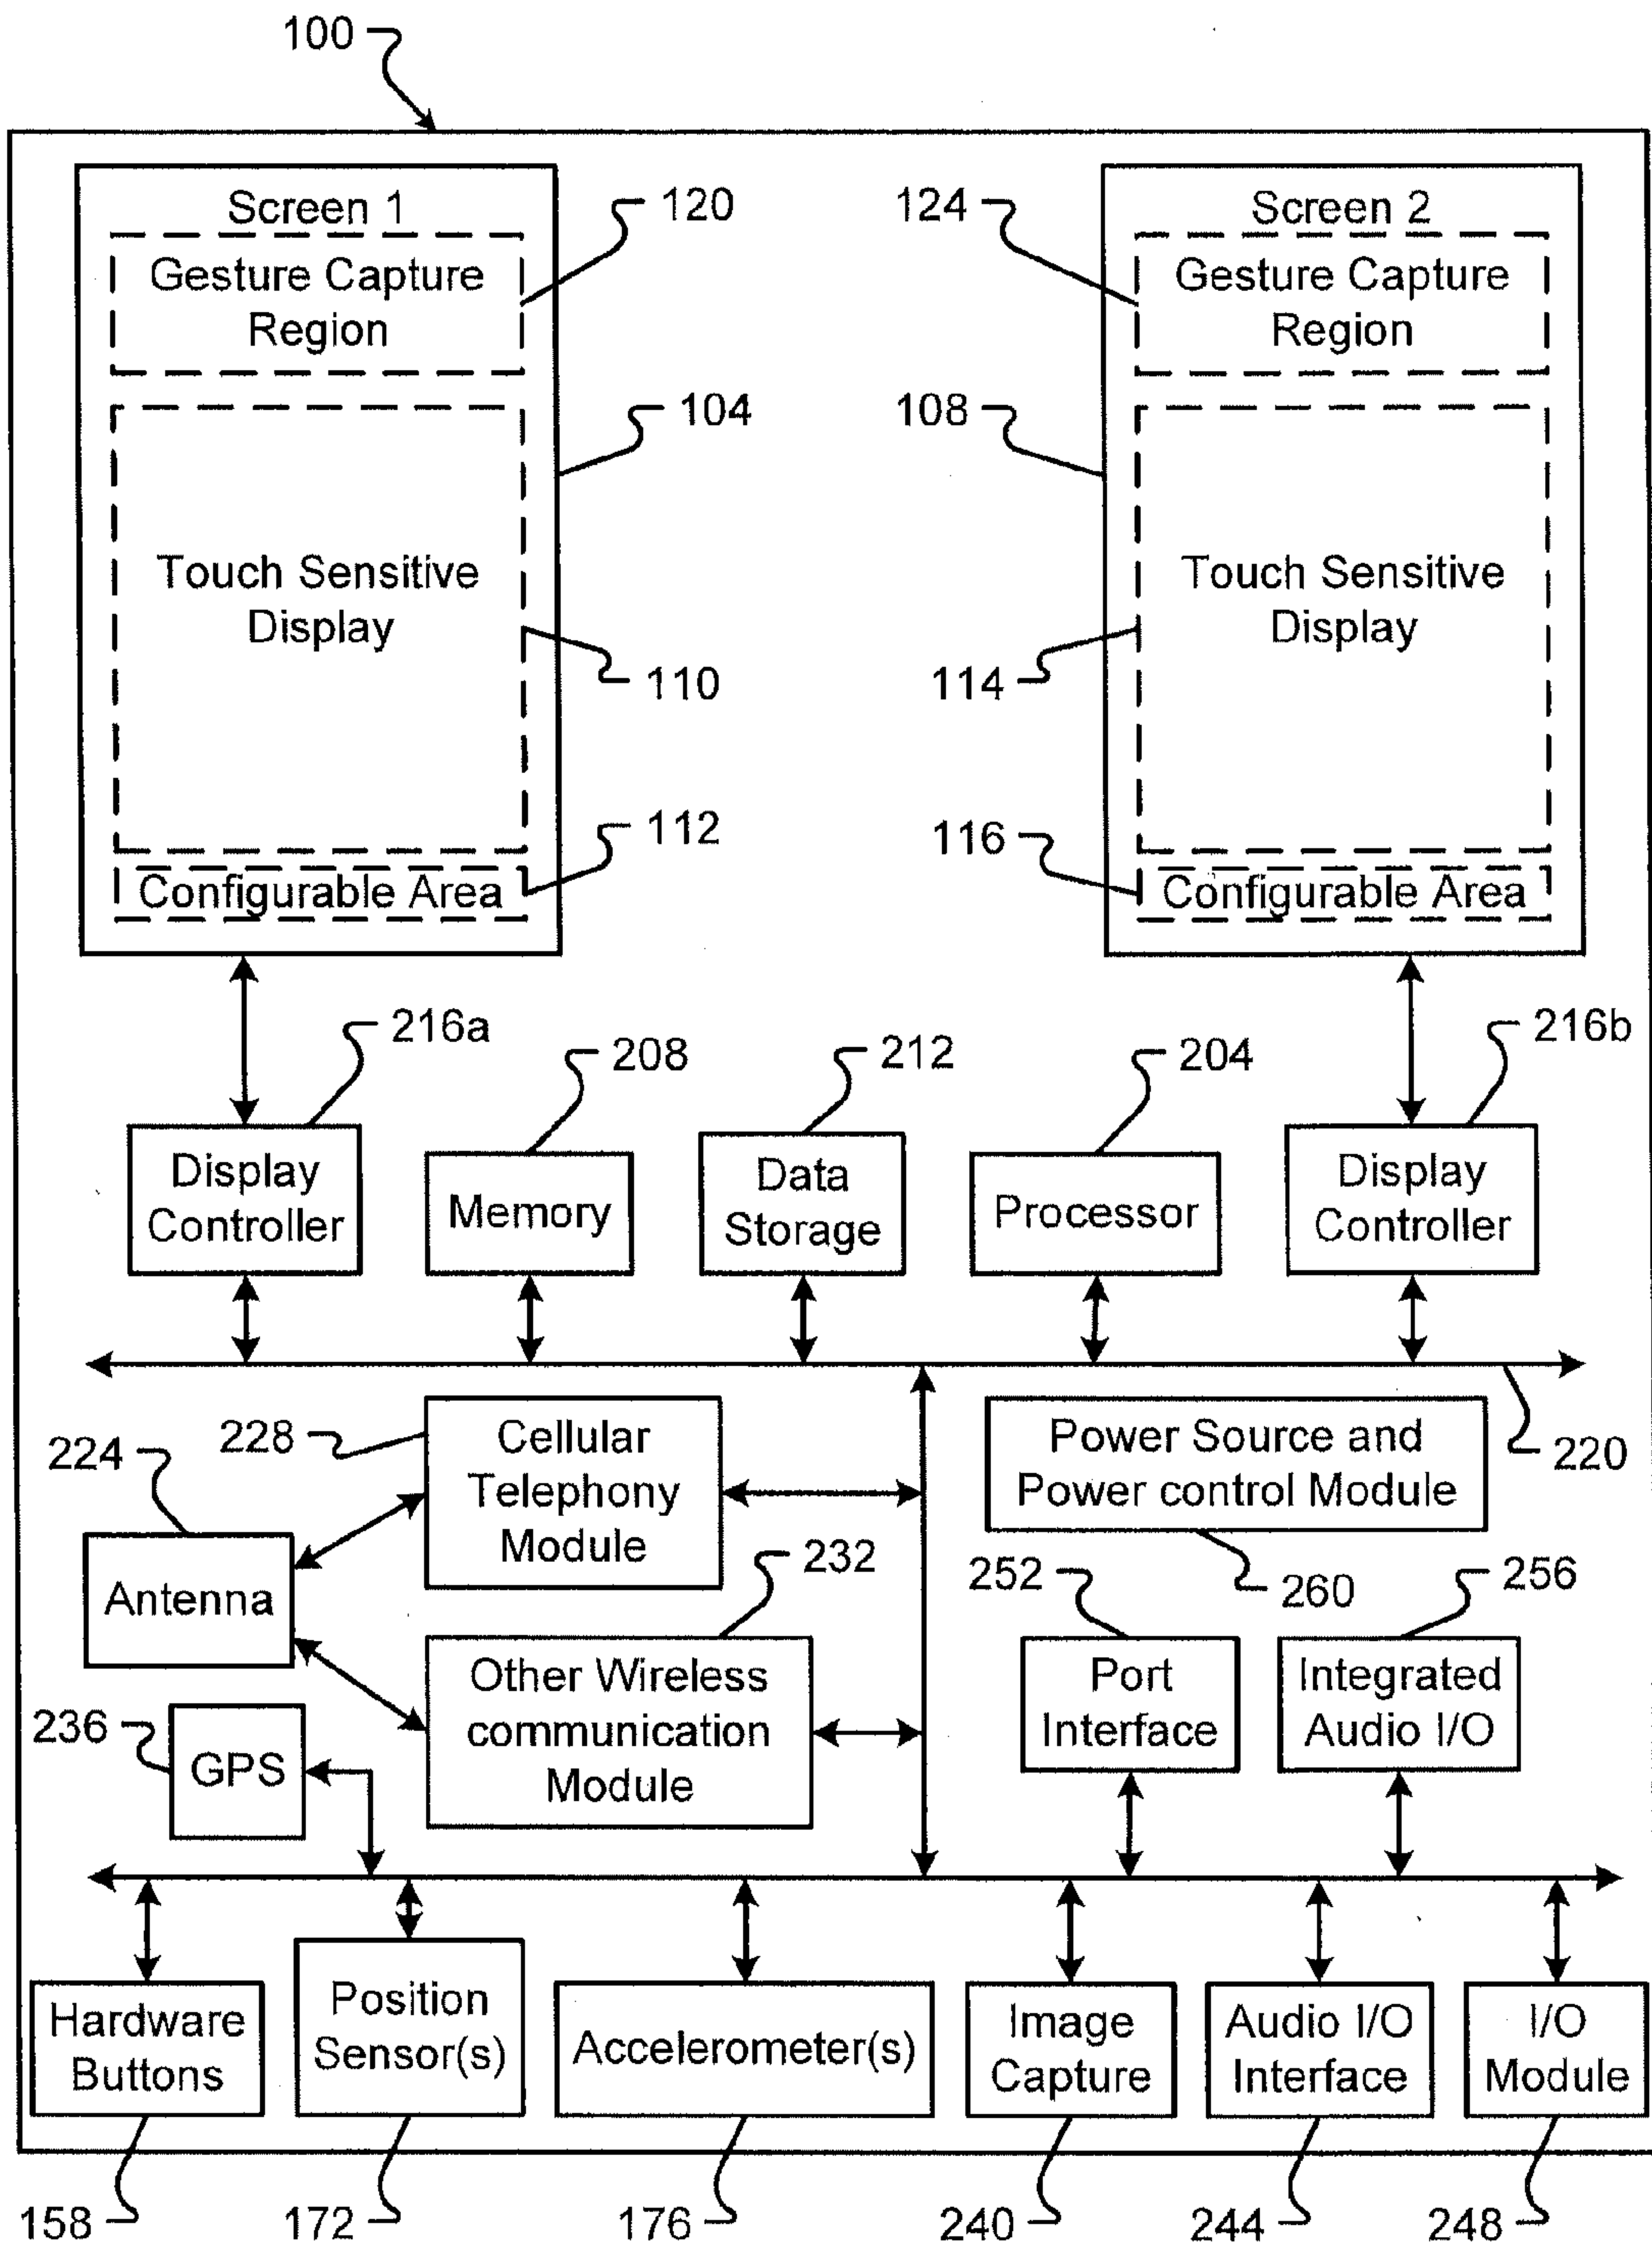 100
Screen 1
Gesture Capture
Region
120
124
Screen 2
Gesture Capture
Region
104
108
Touch Sensitive
Display
110
114
Touch Sensitive
Display
112
116
Configurable Area
Configurable Area
216a
208
212
204
216b
Display
Controller
Memory
Data
Storage
Processor
Display
Controller
228
Cellular
Telephony
Module
Power Source and
Power control Module
220
224
Antenna
232
252
260
256
Other Wireless
communication
Module
Port
Interface
Integrated
Audio I/O
236
GPS
Hardware
Buttons
Position
Sensor(s)
Accelerometer(s)
Image
Capture
Audio I/O
Interface
I/O
Module
158
172
176
240
244
248